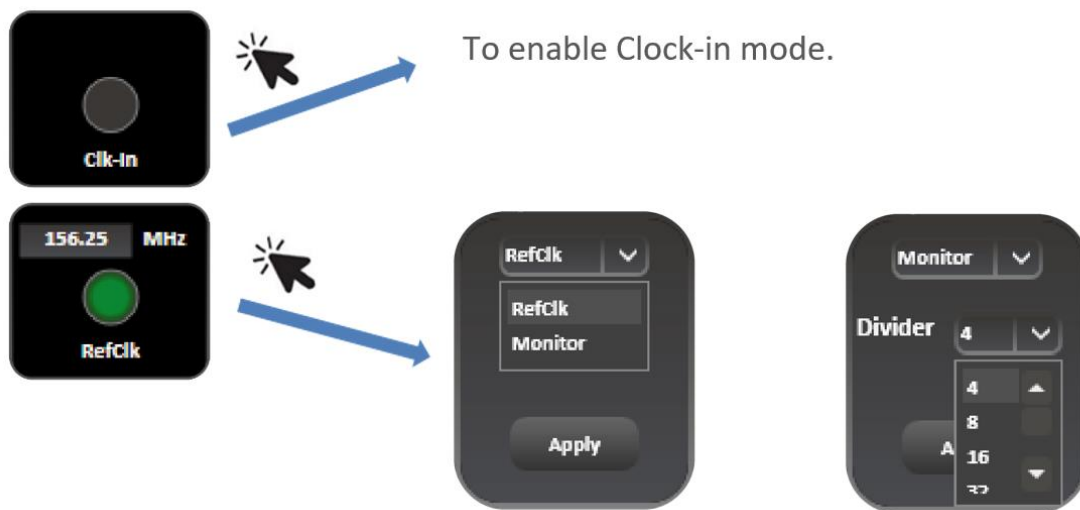 To enable Clock-in mode.
Clk-In
156.25 MHz
RefClk
RefClk
RefClk
Monitor
Apply
Monitor
Divider 4
4
8
16
32